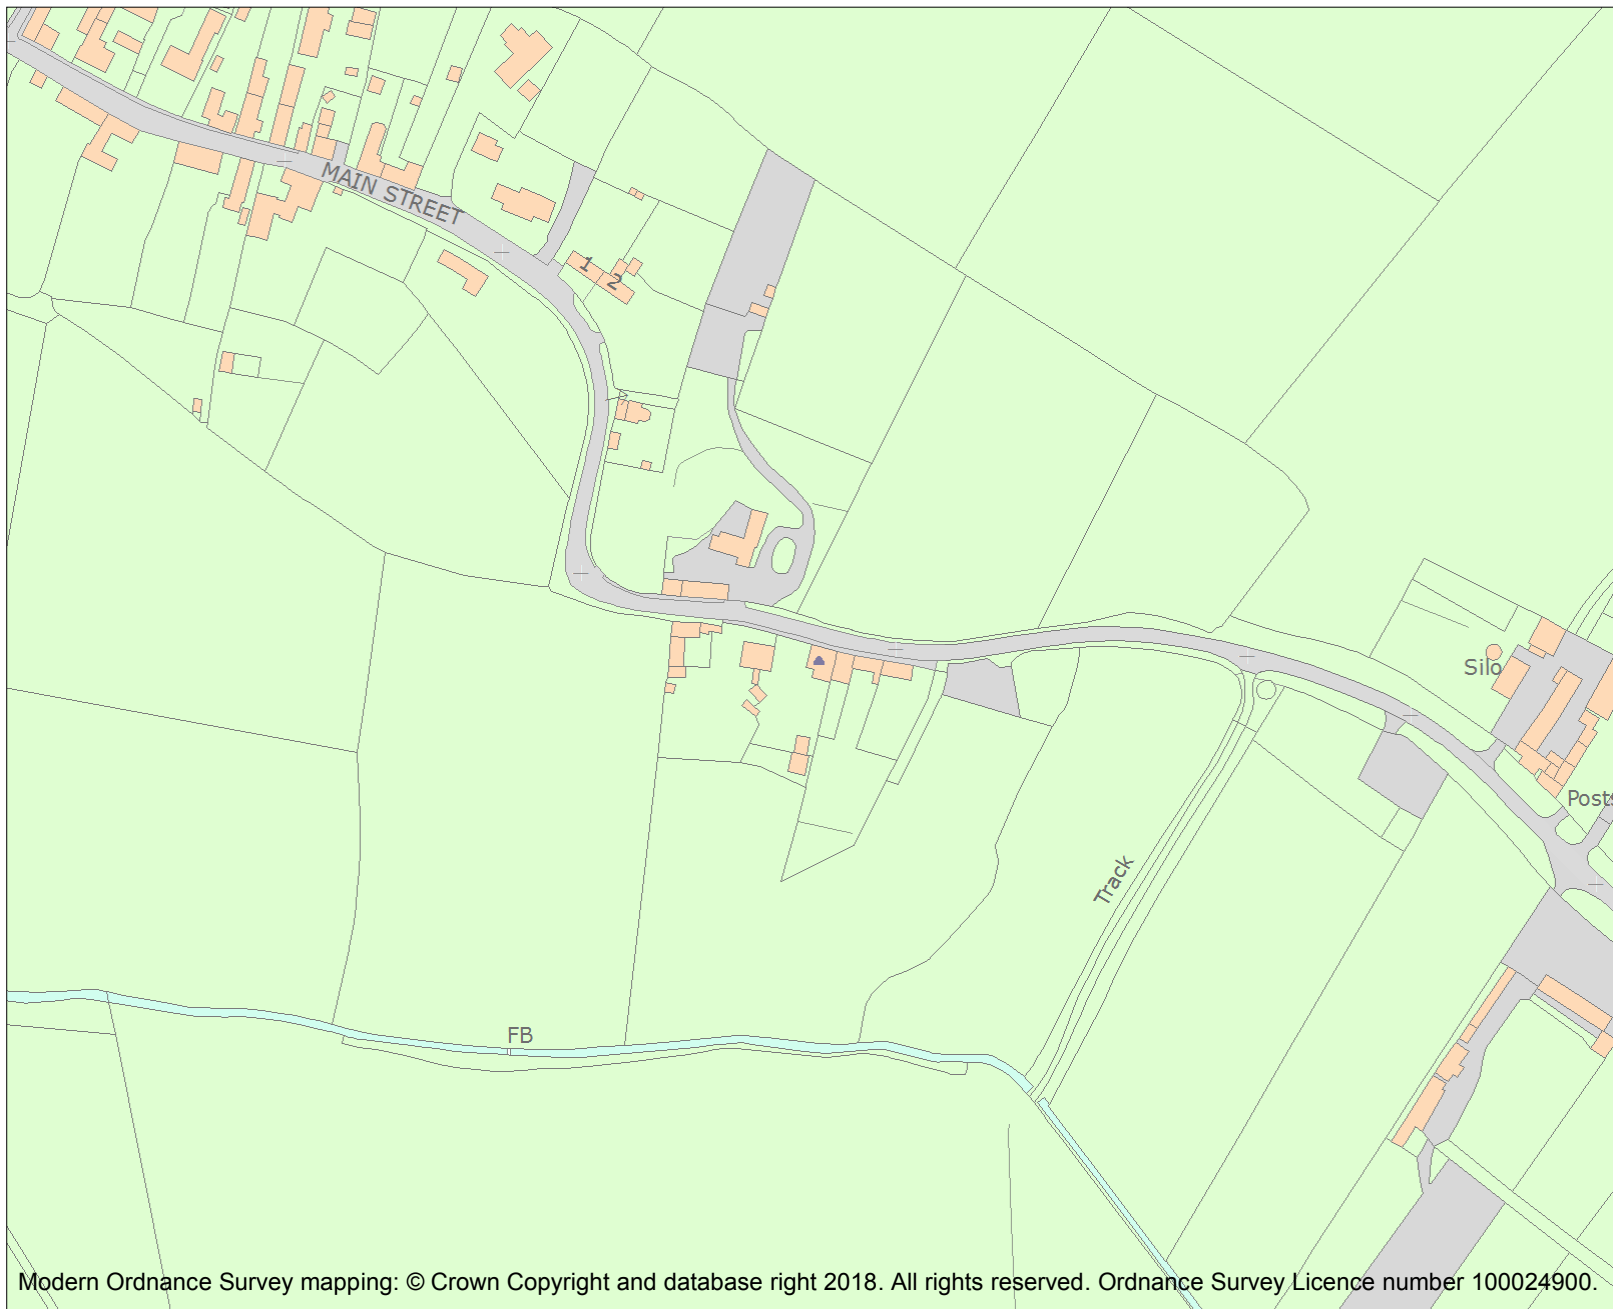 MAIN STREET
1
2
Silo
Posts
Track
FB
Modern Ordnance Survey mapping: © Crown Copyright and database right 2018. All rights reserved. Ordnance Survey Licence number 100024900.